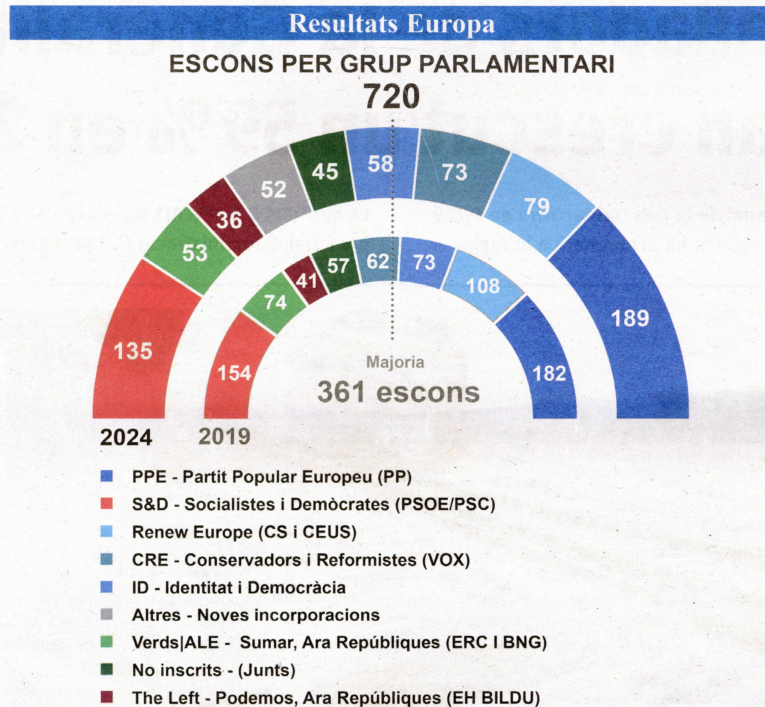 Resultats Europa
ESCONS PER GRUP PARLAMENTARI
720
135
53
36
52
45
58
73
79
189
154
74
41
57
62
73
108
182
Majoria
361 escons
2024
2019
PPE - Partit Popular Europeu (PP)
S&D - Socialistes i Demòcrates (PSOE/PSC)
Renew Europe (CS i CEUS)
CRE - Conservadors i Reformistes (VOX)
ID - Identitat i Democràcia
Altres - Noves incorporacions
Verds|ALE - Sumar, Ara Repúbliques (ERC I BNG)
No inscrits - (Junts)
The Left - Podemos, Ara Repúbliques (EH BILDU)